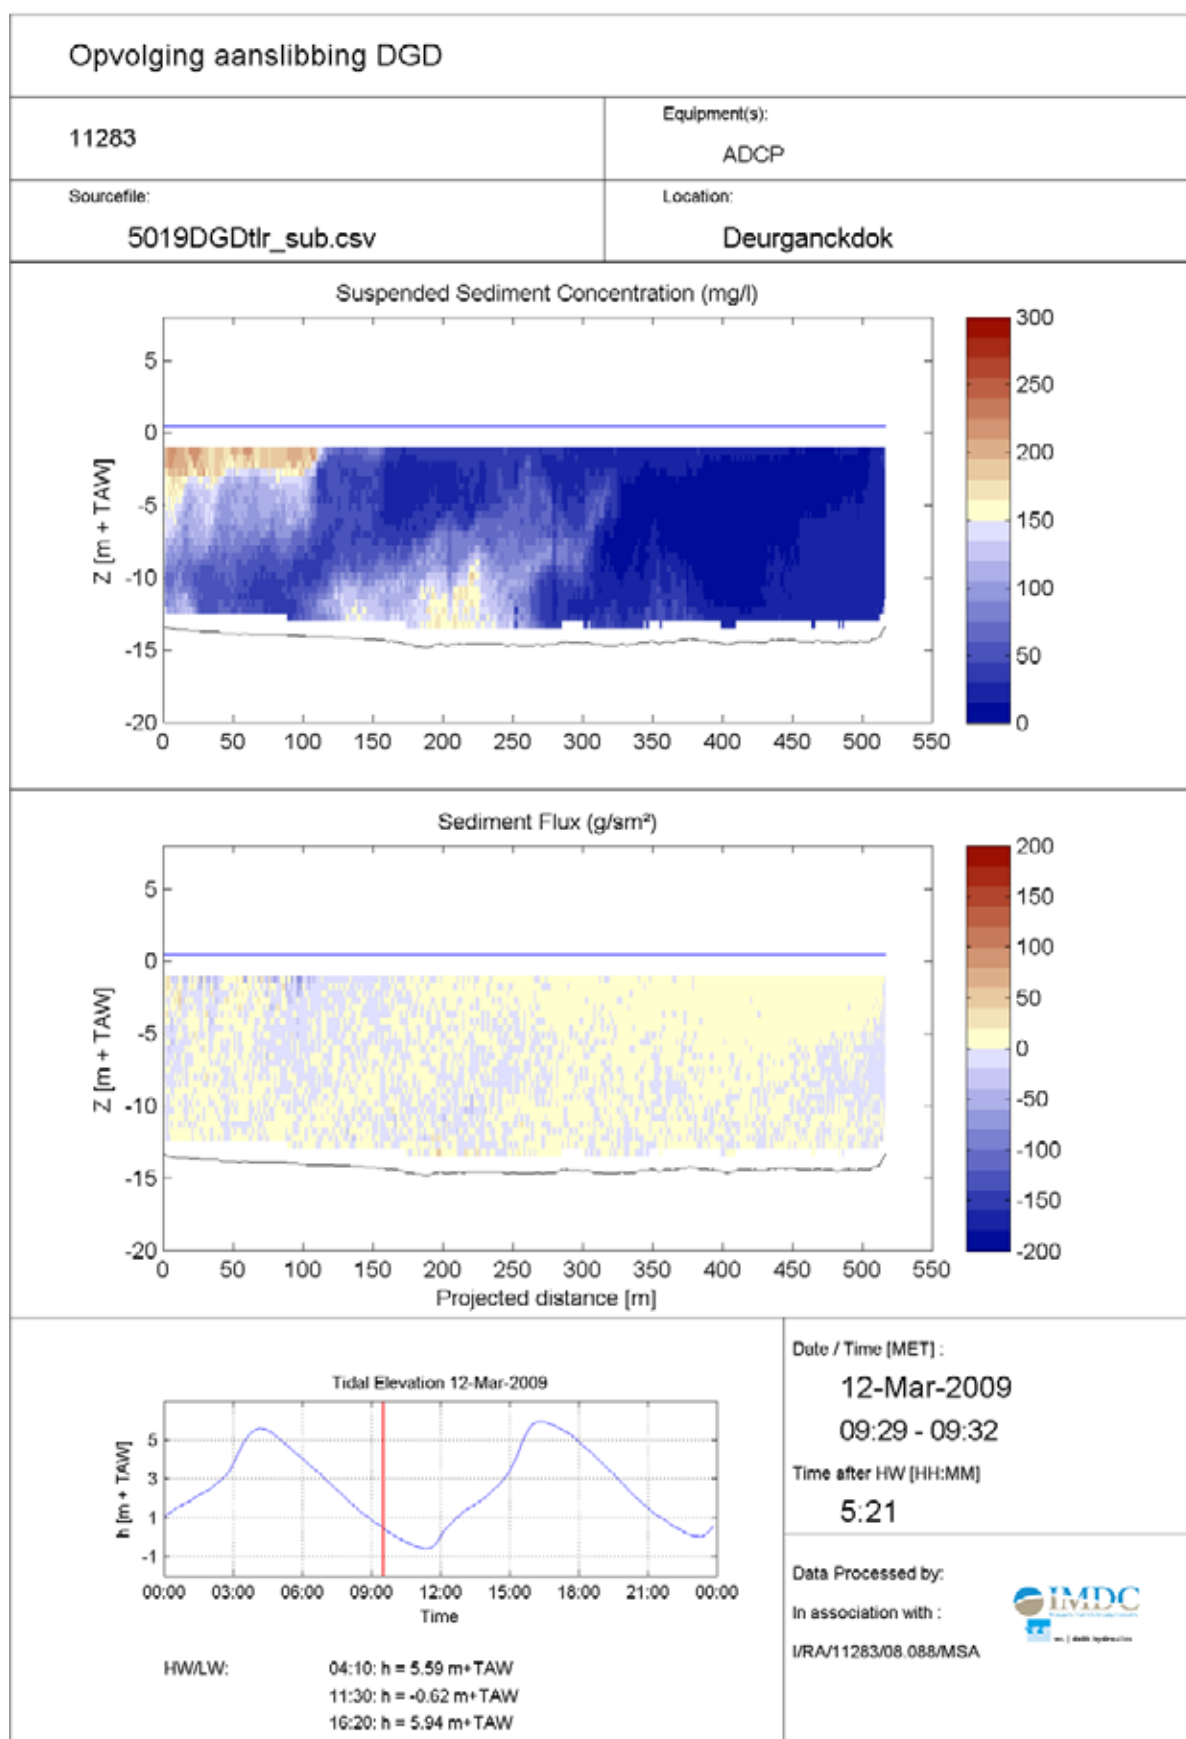 Opvolging aanslibbing DGD
11283
Equipment(s):
ADCP
Sourcefile:
5019DGDtlr_sub.csv
Location:
Deurganckdok
Suspended Sediment Concentration (mg/l)
Z [m + TAW]
5
0
-5
-10
-15
-20
0 50 100 150 200 250 300 350 400 450 500 550
300
250
200
150
100
50
0
Sediment Flux (g/sm²)
Z [m + TAW]
5
0
-5
-10
-15
-20
0 50 100 150 200 250 300 350 400 450 500 550
Projected distance [m]
200
150
100
50
0
-50
-100
-150
-200
Tidal Elevation 12-Mar-2009
h [m + TAW]
5
3
1
-1
00:00 03:00 06:00 09:00 12:00 15:00 18:00 21:00 00:00
Time
HW/LW:
04:10: h = 5.59 m+TAW
11:30: h = -0.62 m+TAW
16:20: h = 5.94 m+TAW
Date / Time [MET] :
12-Mar-2009
09:29 - 09:32
Time after HW [HH:MM]
5:21
Data Processed by:
IMDC
In association with :
I/RA/11283/08.088/MSA